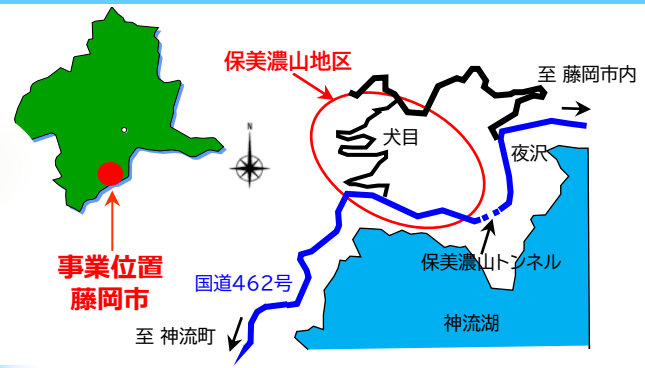 保美濃山地区
至 藤岡市内
N
犬目
夜沢
事業位置
藤岡市
国道462号
保美濃山トンネル
至 神流町
神流湖